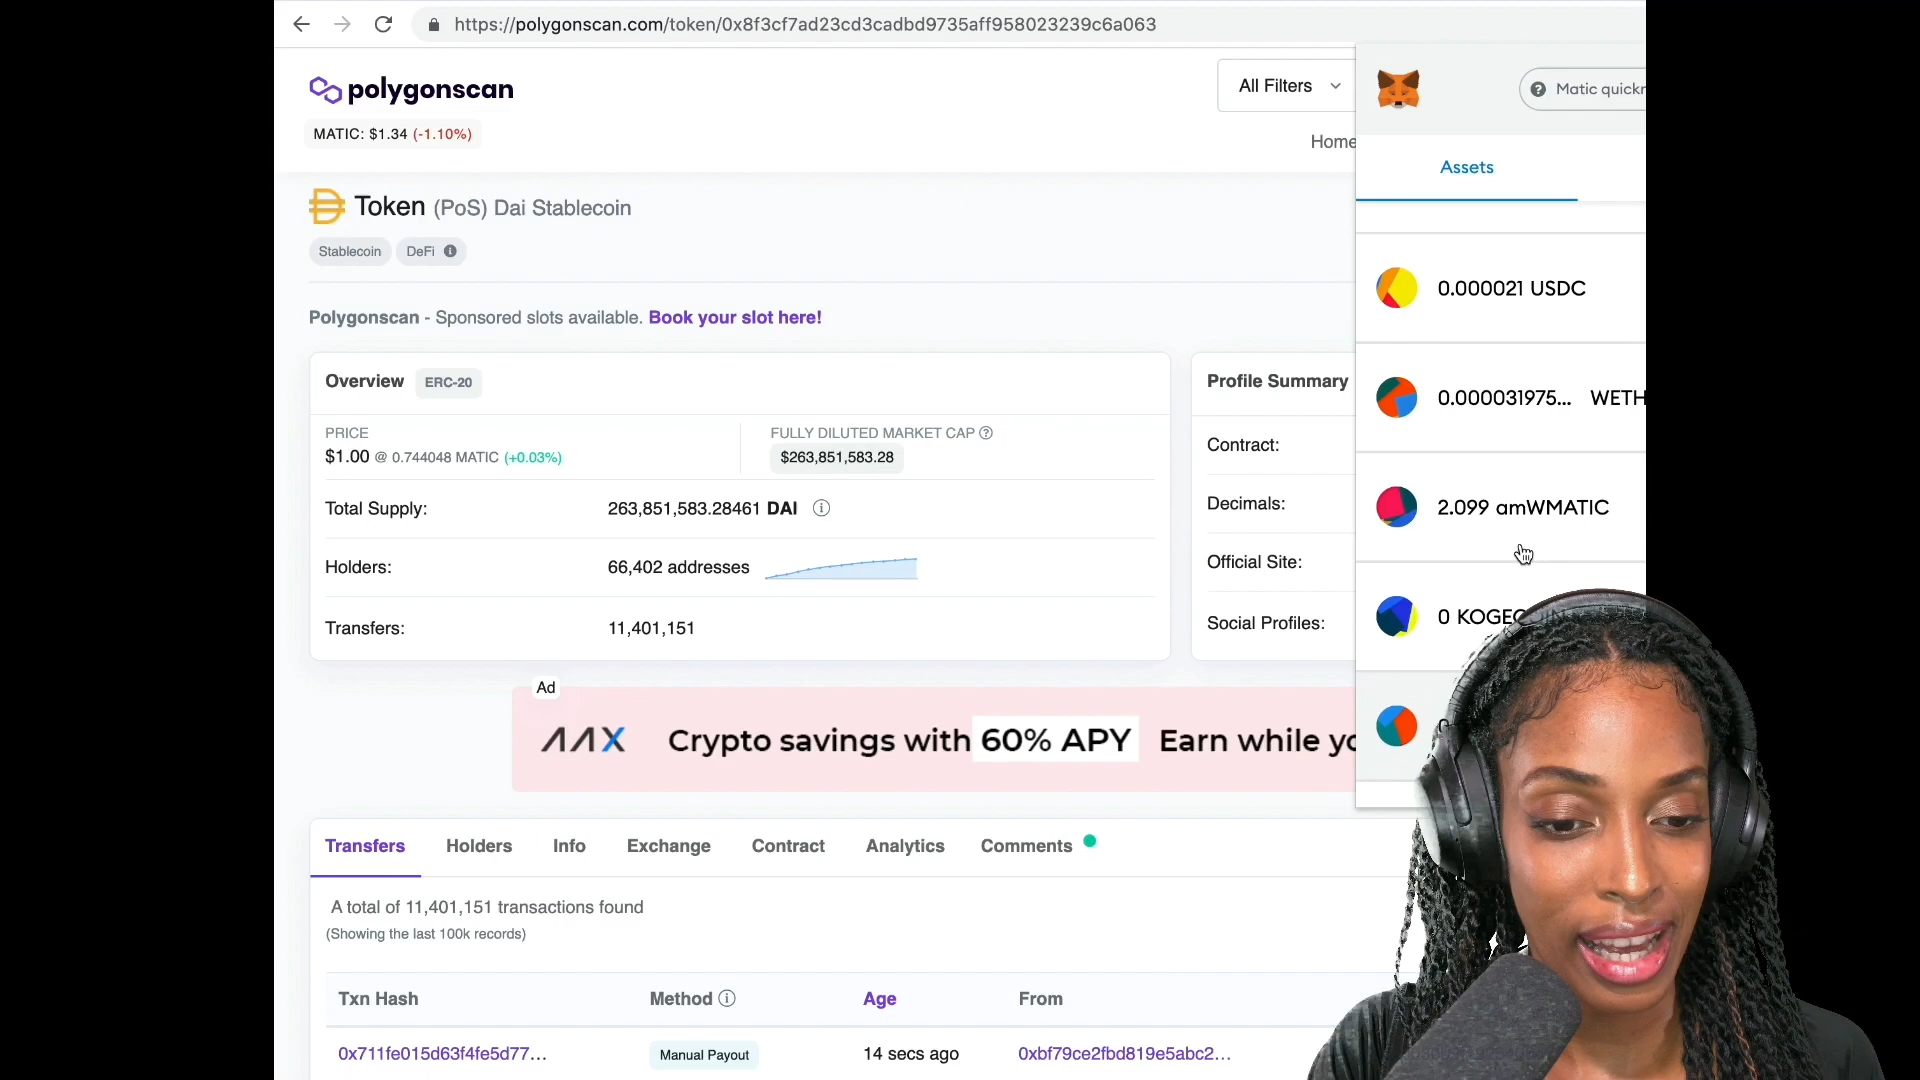 https://polygonscan.com/token/0x8f3cf7ad23cd3cadbd9735aff958023239c6a063
polygonscan
All Filters
MATIC: $1.34 (-1.10%)
Home
Matic quickn
Assets
Token (PoS) Dai Stablecoin
Stablecoin DeFi
Polygonscan - Sponsored slots available. Book your slot here!
Overview ERC-20
PRICE
$1.00 @ 0.744048 MATIC (+0.03%)
FULLY DILUTED MARKET CAP
$263,851,583.28
Total Supply: 263,851,583.28461 DAI
Holders: 66,402 addresses
Transfers: 11,401,151
Profile Summary
Contract:
Decimals:
Official Site:
Social Profiles:
0.000021 USDC
0.000031975... WETH
2.099 amWMATIC
0 KOGECOIN
Ad
AAX Crypto savings with 60% APY Earn while yo
Transfers Holders Info Exchange Contract Analytics Comments
A total of 11,401,151 transactions found
(Showing the last 100k records)
Txn Hash Method Age From
0x711fe015d63f4fe5d77... Manual Payout 14 secs ago 0xbf79ce2fbd819e5abc2...